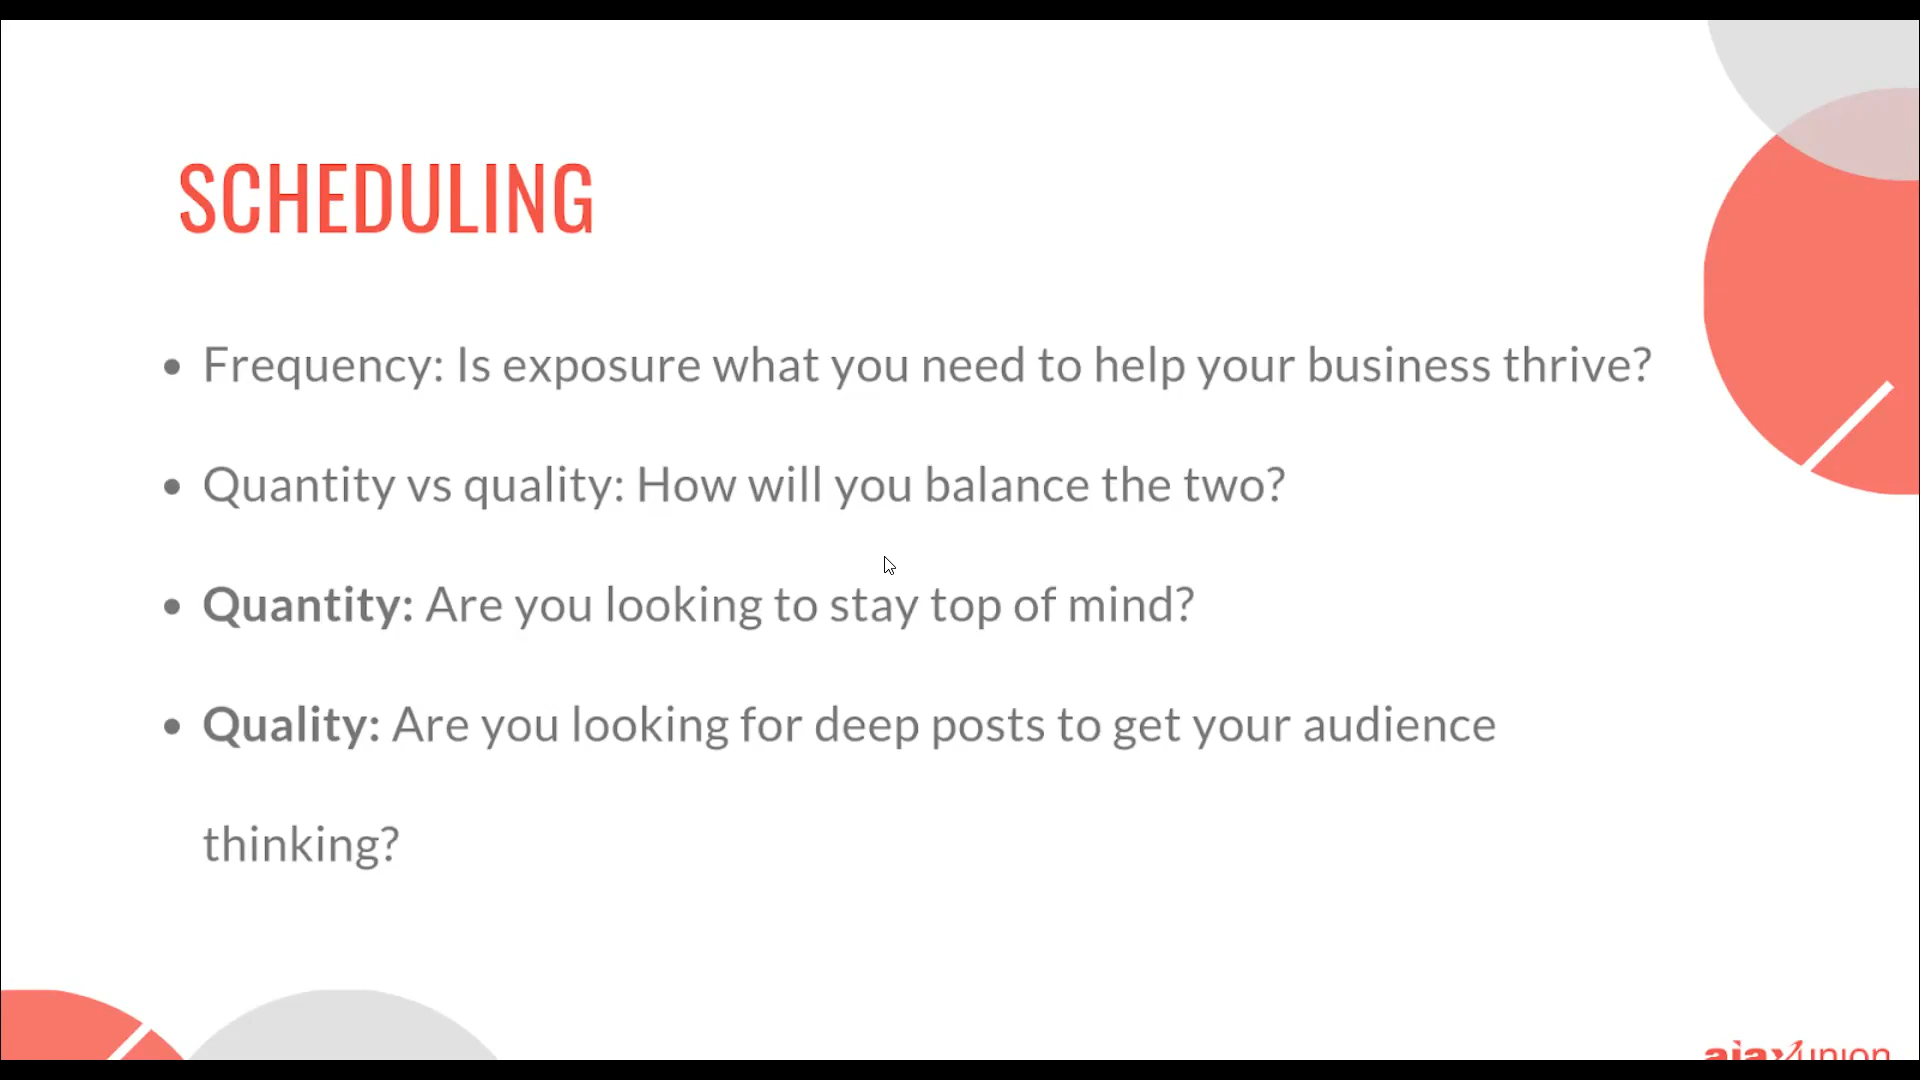 SCHEDULING
• Frequency: Is exposure what you need to help your business thrive?
• Quantity vs quality: How will you balance the two?
• Quantity: Are you looking to stay top of mind?
• Quality: Are you looking for deep posts to get your audience
thinking?
ajax union